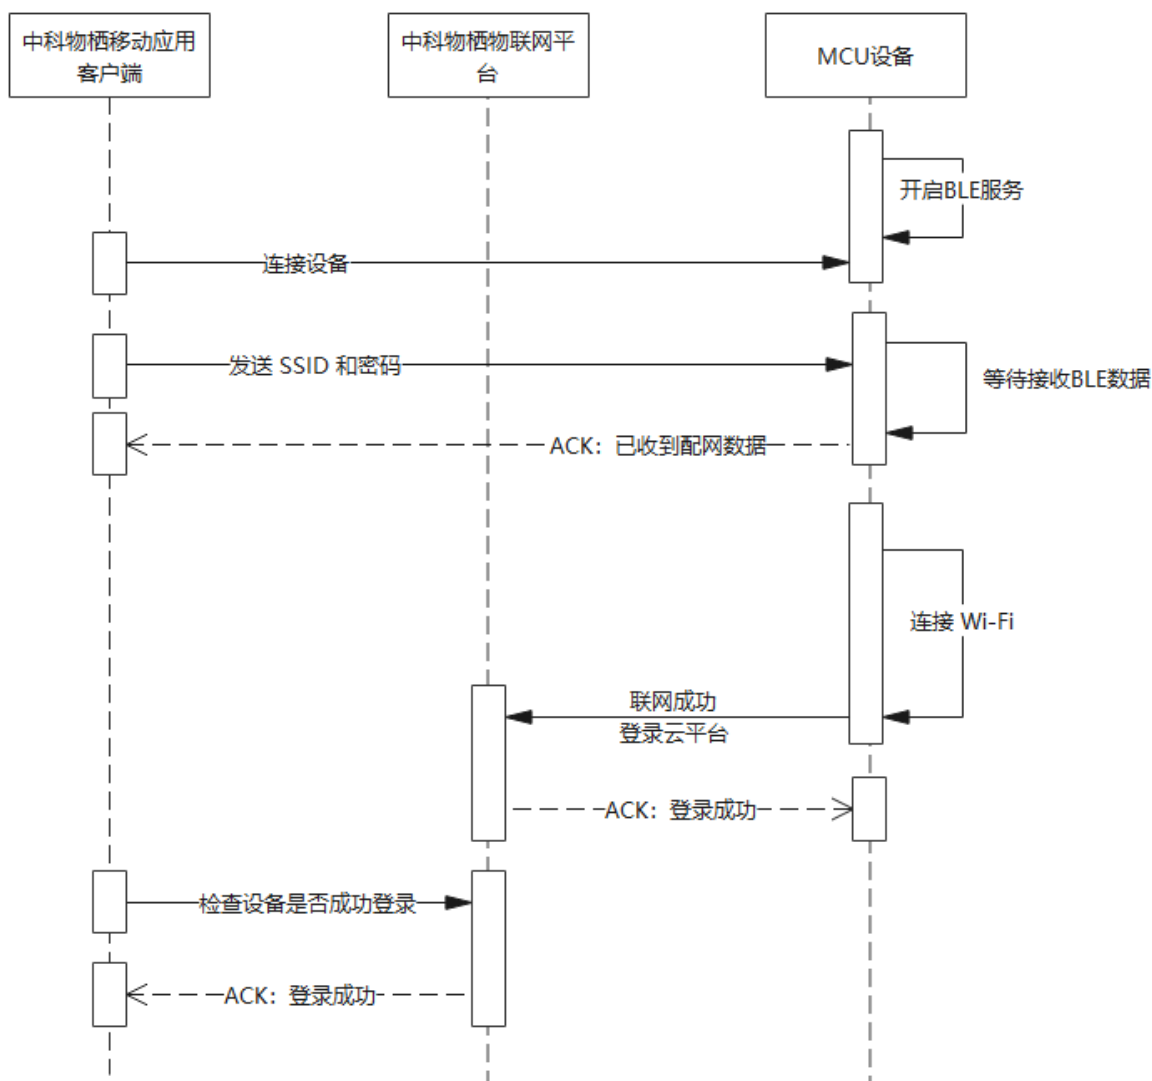 中科物栖移动应用
客户端
中科物栖物联网平
台
MCU设备
开启BLE服务
连接设备
发送 SSID 和密码
等待接收BLE数据
ACK：已收到配网数据
连接 Wi-Fi
联网成功
登录云平台
ACK：登录成功
检查设备是否成功登录
ACK：登录成功